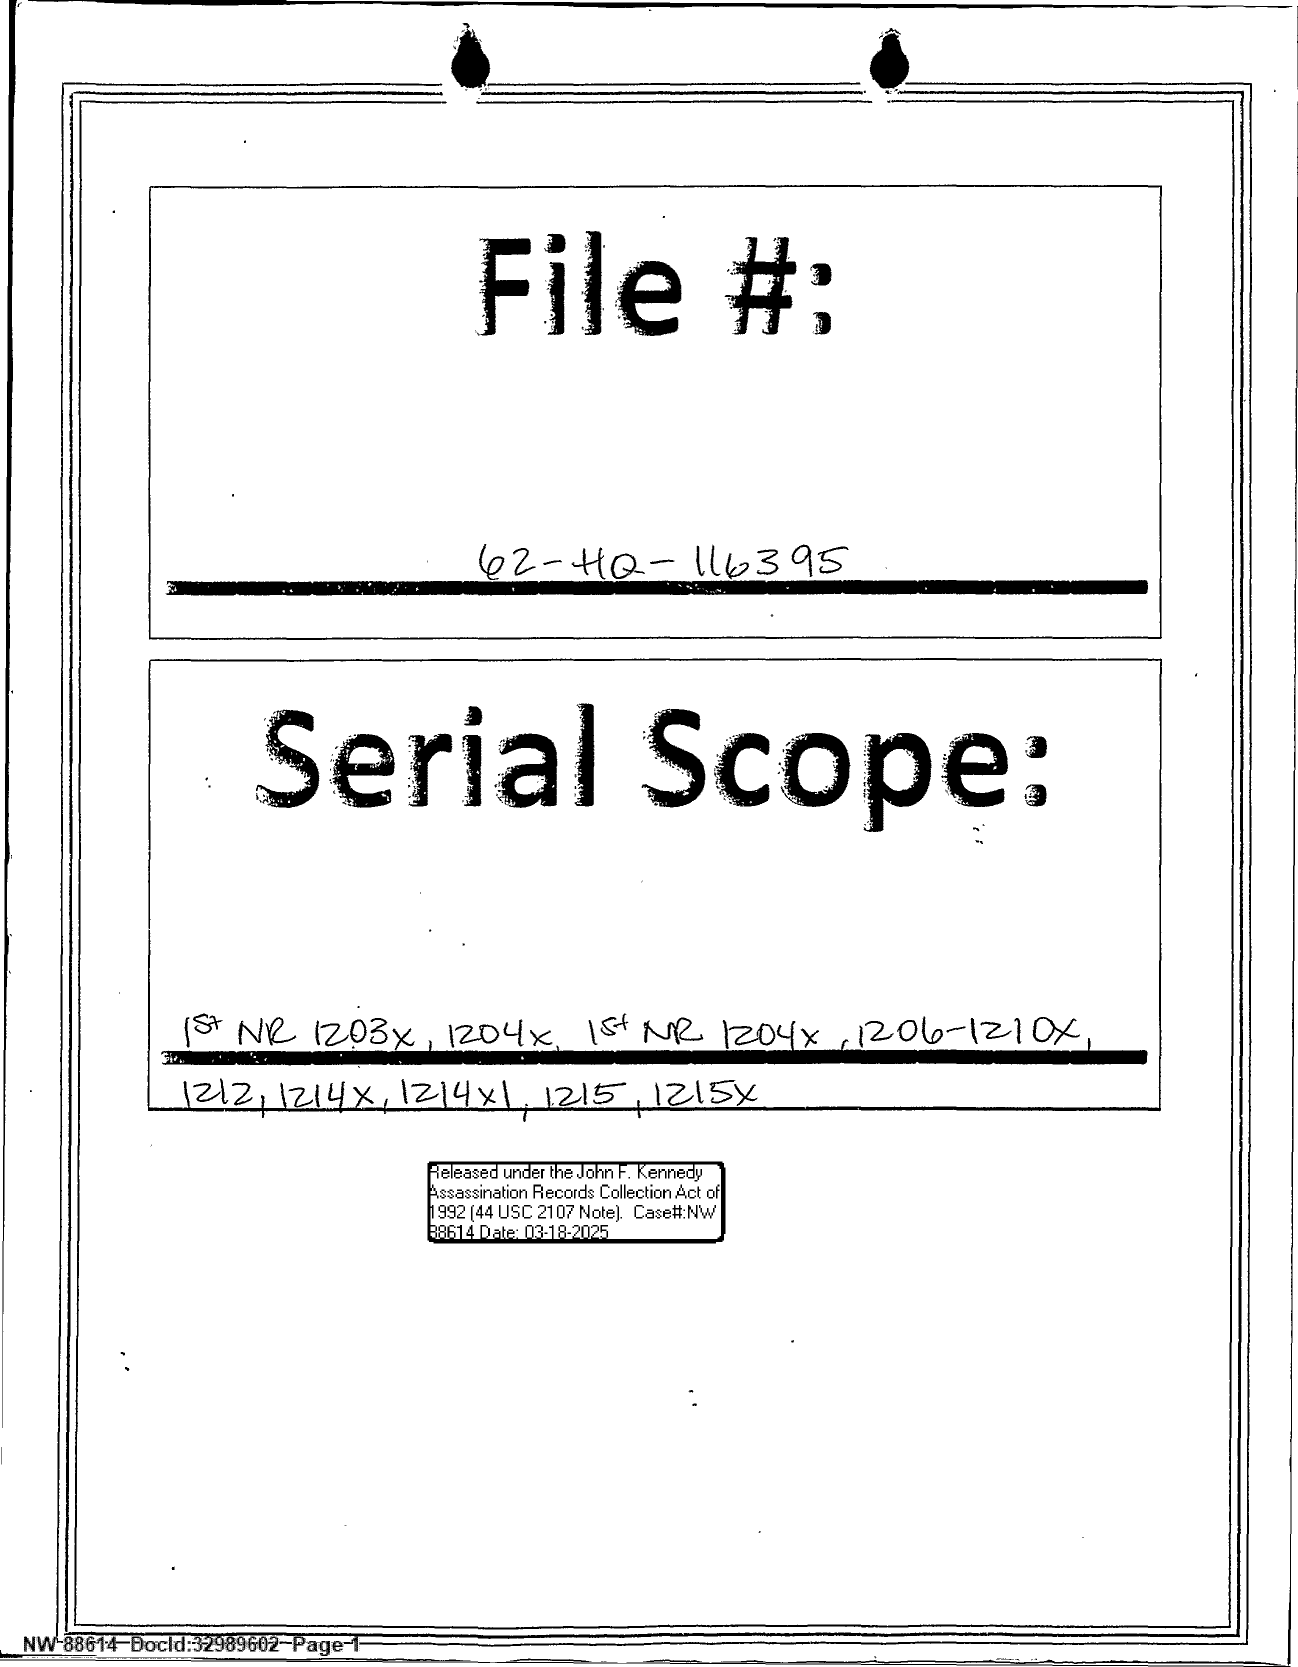 File #:
62-HQ-116395
Serial Scope:
1st NR 1203x, 1204x, 1st NR 1204x, 1206-1210x,
1212, 1214x, 1214x1, 1215, 1215x
Released under the John F. Kennedy
Assassination Records Collection Act of
1992 (44 USC 2107 Note). Case#:NW
88614 Date: 03-18-2025
NW 88614 DocId:32989602 Page 1